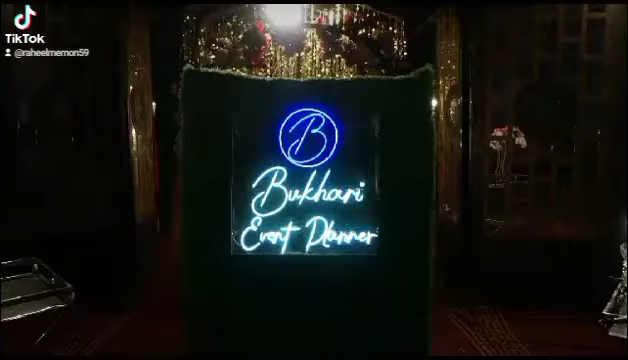 TikTok
@raheelmemon59
B
Bukhari
Event Planner